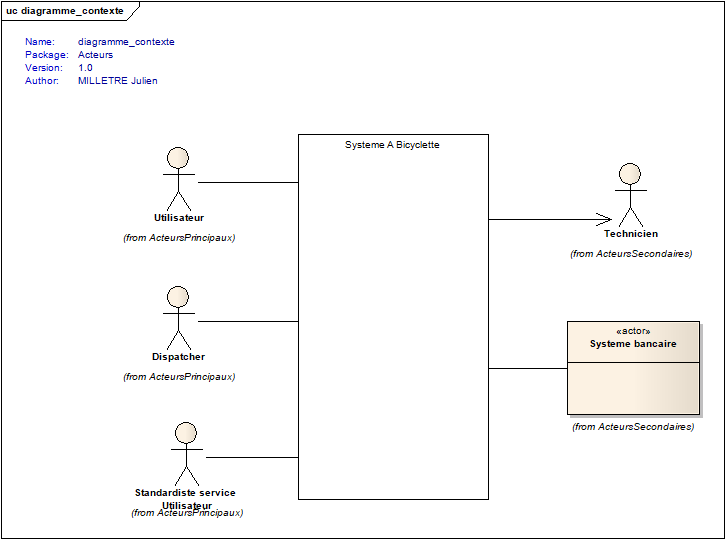 uc diagramme_contexte
Name: diagramme_contexte
Package: Acteurs
Version: 1.0
Author: MILLETRE Julien
Systeme A Bicyclette
Utilisateur
(from ActeursPrincipaux)
Technicien
(from ActeursSecondaires)
Dispatcher
(from ActeursPrincipaux)
«actor»
Systeme bancaire
(from ActeursSecondaires)
Standardiste service
Utilisateur
(from ActeursPrincipaux)